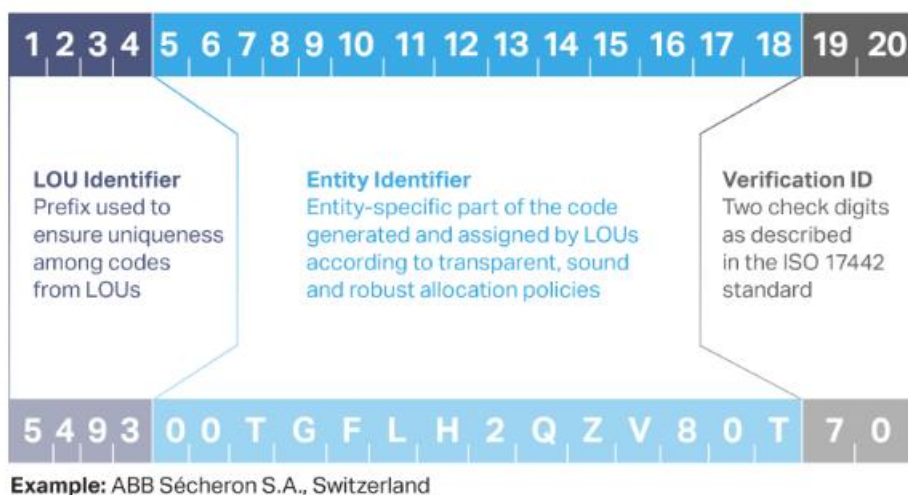 1 2 3 4 5 6 7 8 9 10 11 12 13 14 15 16 17 18 19 20
LOU Identifier
Prefix used to
ensure uniqueness
among codes
from LOUs
Entity Identifier
Entity-specific part of the code
generated and assigned by LOUs
according to transparent, sound
and robust allocation policies
Verification ID
Two check digits
as described
in the ISO 17442
standard
5 4 9 3 0 0 T G F L H 2 Q Z V 8 0 T 7 0
Example: ABB Sécheron S.A., Switzerland